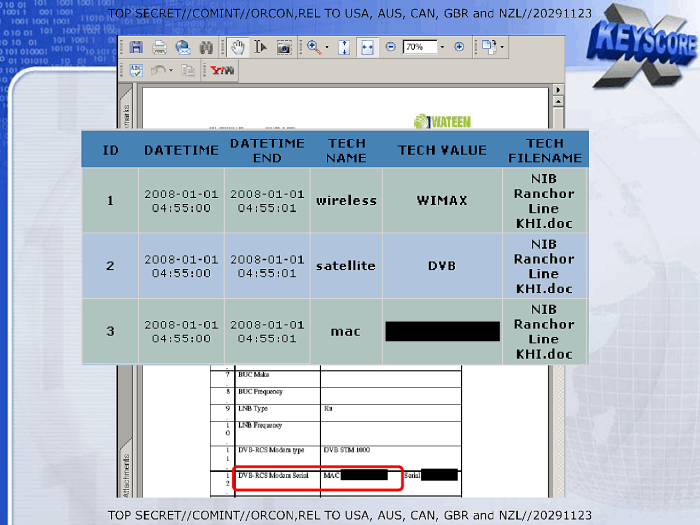 TOP SECRET//COMINT//ORCON,REL TO USA, AUS, CAN, GBR and NZL//20291123
X KEYSCORE
70%
WATEEN
ID DATETIME DATETIME END TECH NAME TECH VALUE TECH FILENAME
1 2008-01-01 04:55:00 2008-01-01 04:55:01 wireless WIMAX NIB Ranchor Line KHI.doc
2 2008-01-01 04:55:00 2008-01-01 04:55:01 satellite DVB NIB Ranchor Line KHI.doc
3 2008-01-01 04:55:00 2008-01-01 04:55:01 mac NIB Ranchor Line KHI.doc
7 BUC Make
8 BUC Frequency
9 LNB Type Ku
10 LNB Frequency
11 DVB-RCS Modem type DVB STM 1000
12 DVB-RCS Modem Serial MAC Serial
Attachments
TOP SECRET//COMINT//ORCON,REL TO USA, AUS, CAN, GBR and NZL//20291123